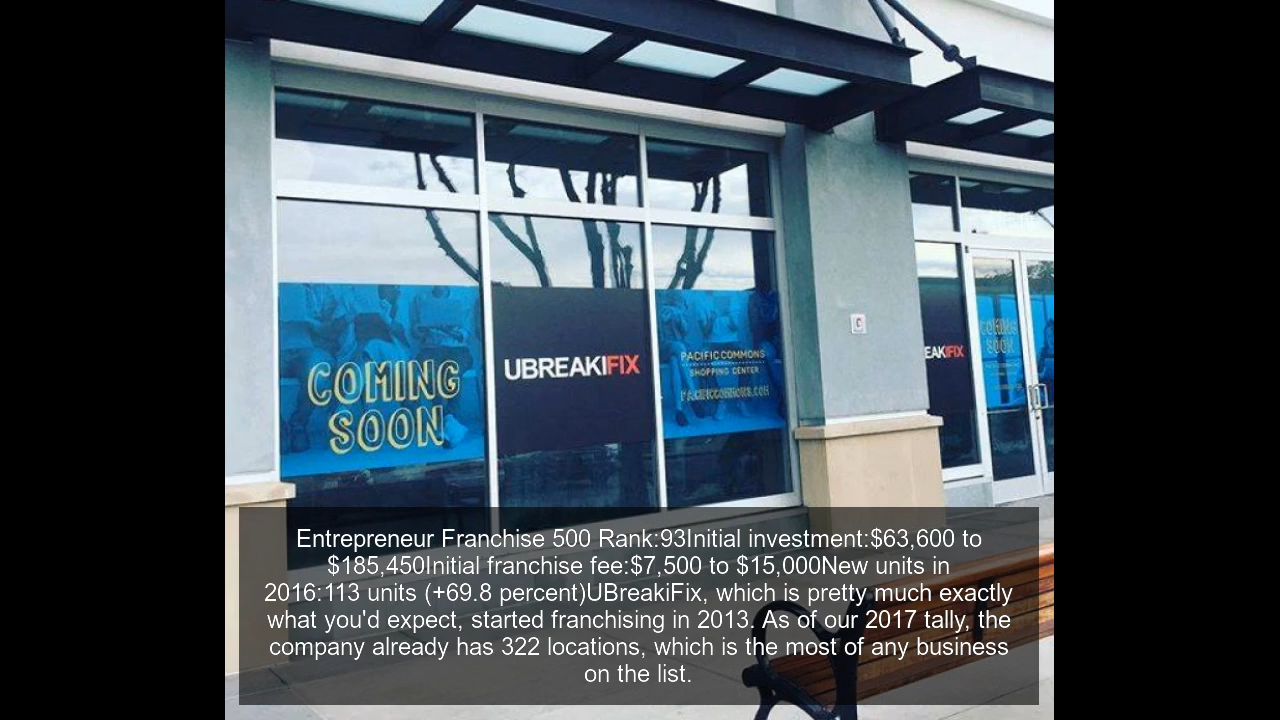 COMING
SOON
UBREAKIFIX
PACIFIC COMMONS
SHOPPING CENTER
EAKIFIX
COMING
SOON
Entrepreneur Franchise 500 Rank:93Initial investment:$63,600 to
$185,450Initial franchise fee:$7,500 to $15,000New units in
2016:113 units (+69.8 percent)UBreakiFix, which is pretty much exactly
what you'd expect, started franchising in 2013. As of our 2017 tally, the
company already has 322 locations, which is the most of any business
on the list.